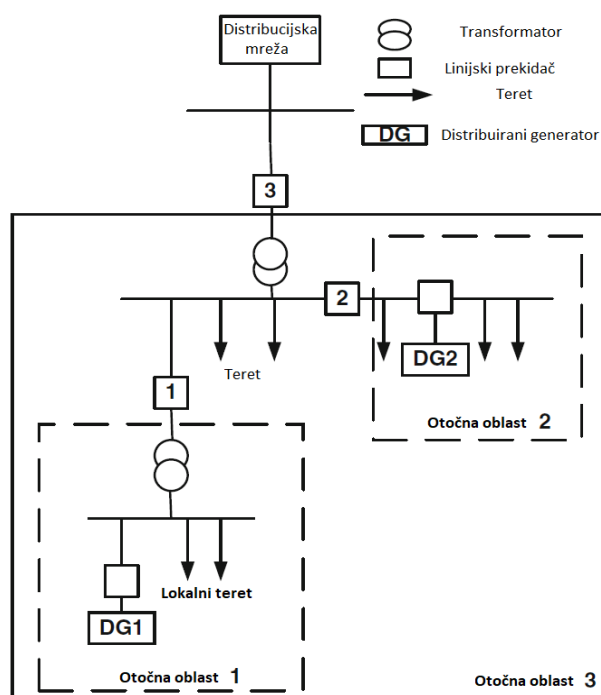 Distribucijska
mreža
Transformator
Linijski prekidač
Teret
DG
Distribuirani generator
3
2
DG2
Teret
1
Otočna oblast 2
Lokalni teret
DG1
Otočna oblast 1
Otočna oblast 3